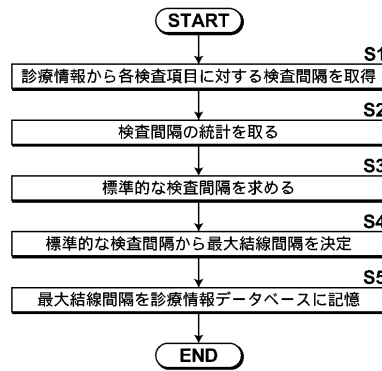 START
S1
診療情報から各検査項目に対する検査間隔を取得
S2
検査間隔の統計を取る
S3
標準的な検査間隔を求める
S4
標準的な検査間隔から最大結線間隔を決定
S5
最大結線間隔を診療情報データベースに記憶
END